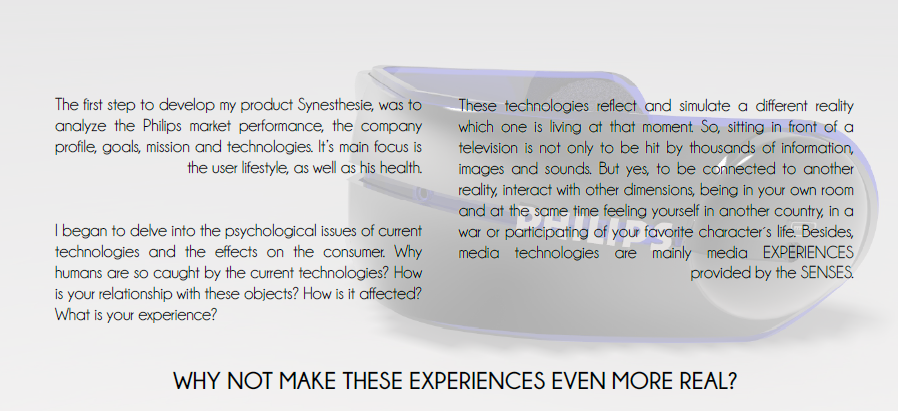 The first step to develop my product Synesthesie, was to
analyze the Philips market performance, the company
profile, goals, mission and technologies. It's main focus is
the user lifestyle, as well as his health.
I began to delve into the psychological issues of current
technologies and the effects on the consumer. Why
humans are so caught by the current technologies? How
is your relationship with these objects? How is it affected?
What is your experience?
These technologies reflect and simulate a different reality
which one is living at that moment. So, sitting in front of a
television is not only to be hit by thousands of information,
images and sounds. But yes, to be connected to another
reality, interact with other dimensions, being in your own room
and at the same time feeling yourself in another country, in a
war or participating of your favorite character´s life. Besides,
media technologies are mainly media EXPERIENCES
provided by the SENSES.
PHILIPS
WHY NOT MAKE THESE EXPERIENCES EVEN MORE REAL?